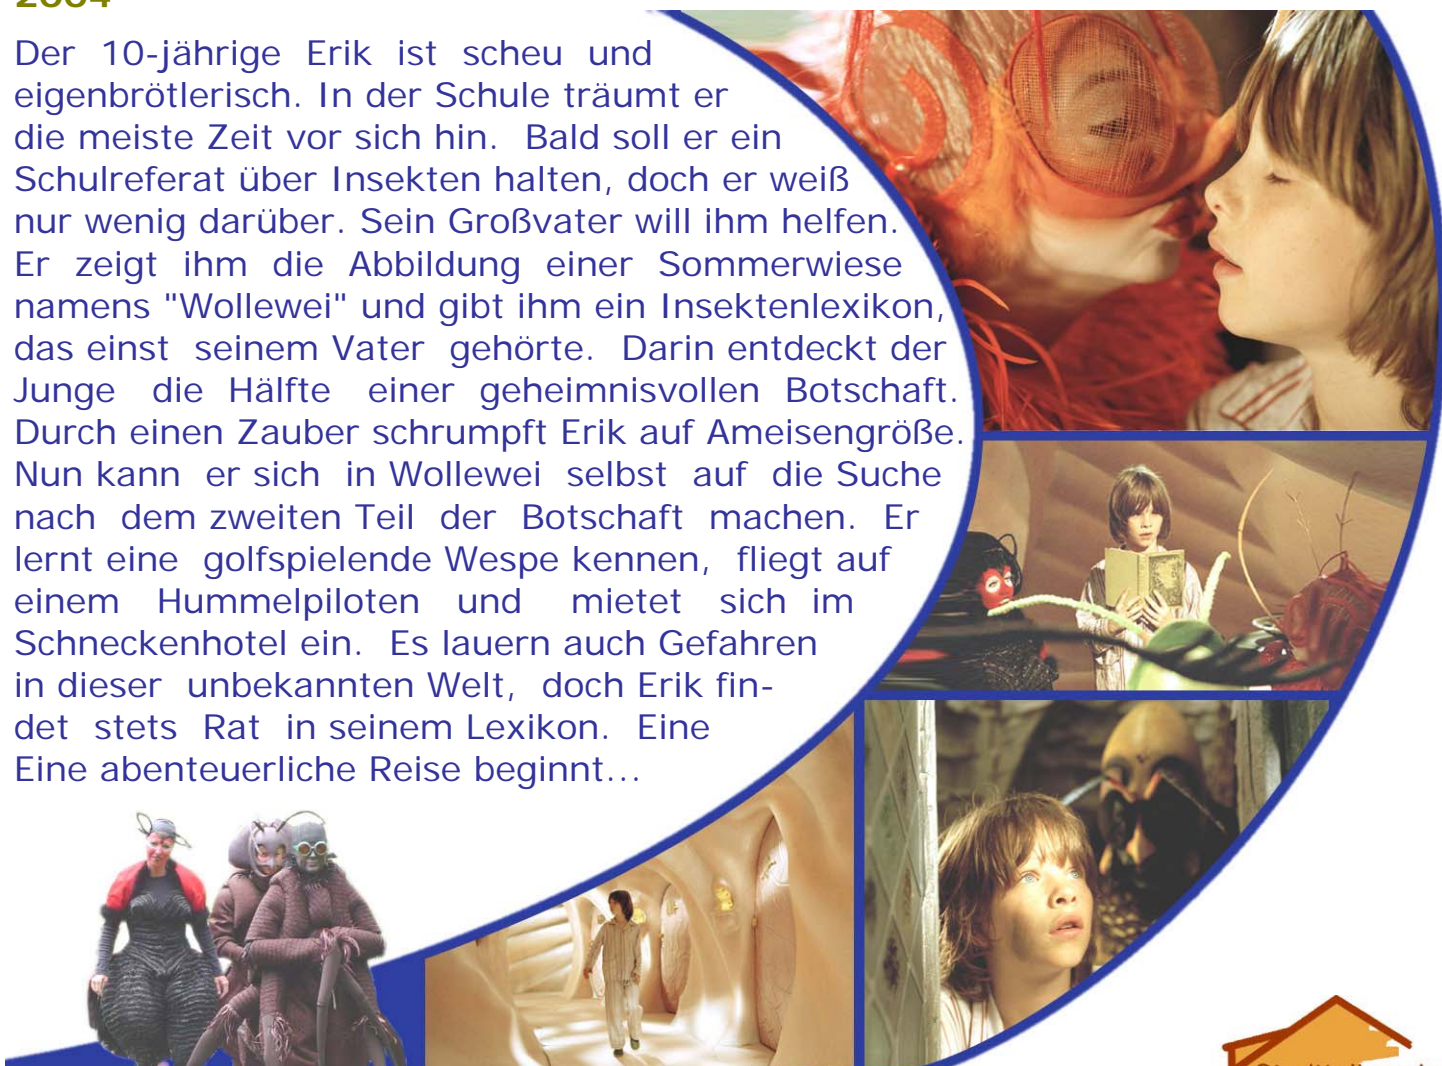 2004
Der 10-jährige Erik ist scheu und
eigenbrötlerisch. In der Schule träumt er
die meiste Zeit vor sich hin. Bald soll er ein
Schulreferat über Insekten halten, doch er weiß
nur wenig darüber. Sein Großvater will ihm helfen.
Er zeigt ihm die Abbildung einer Sommerwiese
namens "Wollewei" und gibt ihm ein Insektenlexikon,
das einst seinem Vater gehörte. Darin entdeckt der
Junge die Hälfte einer geheimnisvollen Botschaft.
Durch einen Zauber schrumpft Erik auf Ameisengröße.
Nun kann er sich in Wollewei selbst auf die Suche
nach dem zweiten Teil der Botschaft machen. Er
lernt eine golfspielende Wespe kennen, fliegt auf
einem Hummelpiloten und mietet sich im
Schneckenhotel ein. Es lauern auch Gefahren
in dieser unbekannten Welt, doch Erik fin-
det stets Rat in seinem Lexikon. Eine
Eine abenteuerliche Reise beginnt...